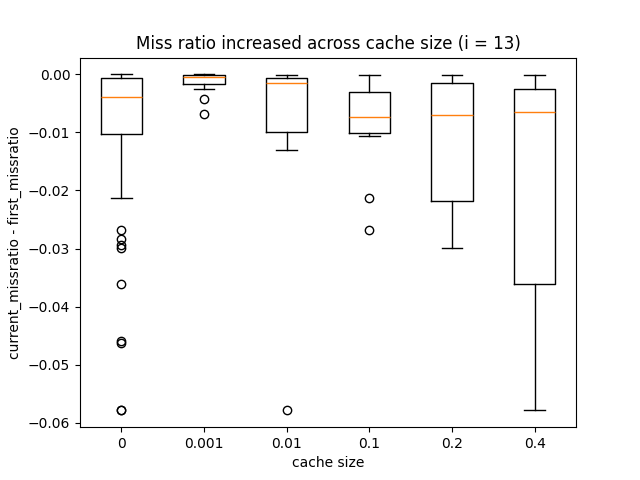 Miss ratio increased across cache size (i = 13)
current_missratio - first_missratio
0.00
−0.01
−0.02
−0.03
−0.04
−0.05
−0.06
0 0.001 0.01 0.1 0.2 0.4
cache size